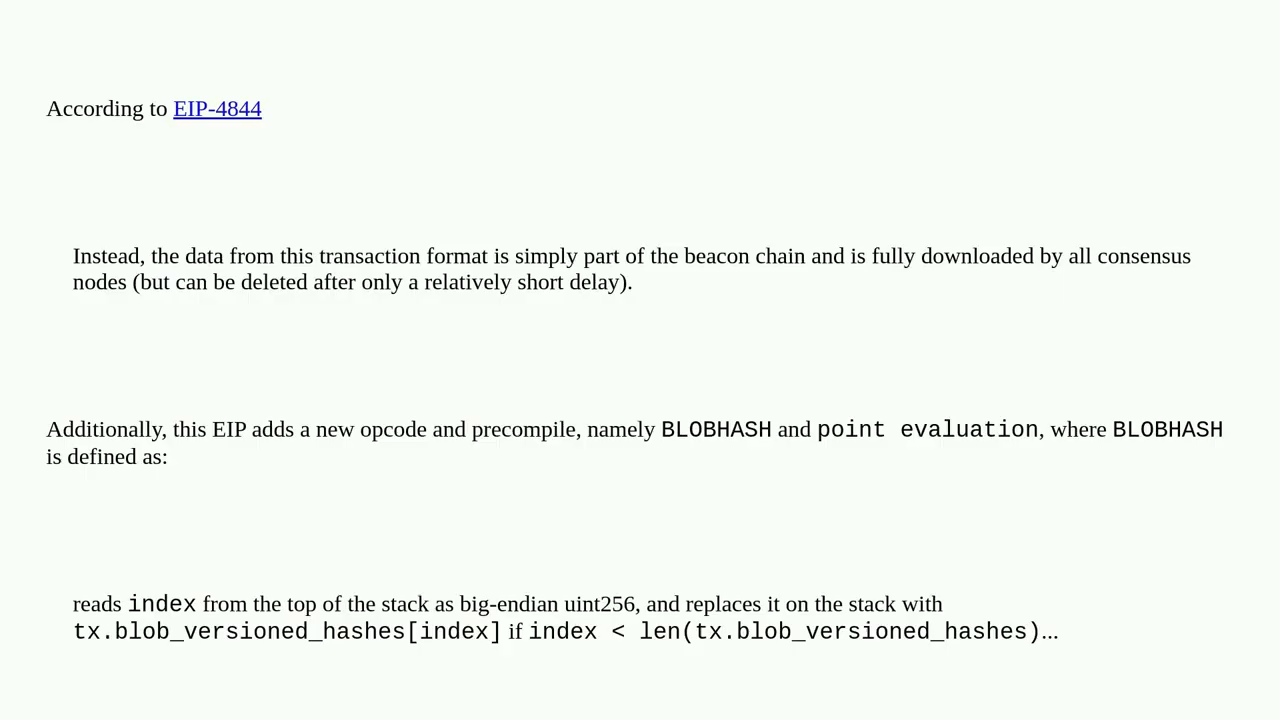 According to EIP-4844
Instead, the data from this transaction format is simply part of the beacon chain and is fully downloaded by all consensus
nodes (but can be deleted after only a relatively short delay).
Additionally, this EIP adds a new opcode and precompile, namely BLOBHASH and point evaluation, where BLOBHASH
is defined as:
reads index from the top of the stack as big-endian uint256, and replaces it on the stack with
tx.blob_versioned_hashes[index] if index < len(tx.blob_versioned_hashes)...